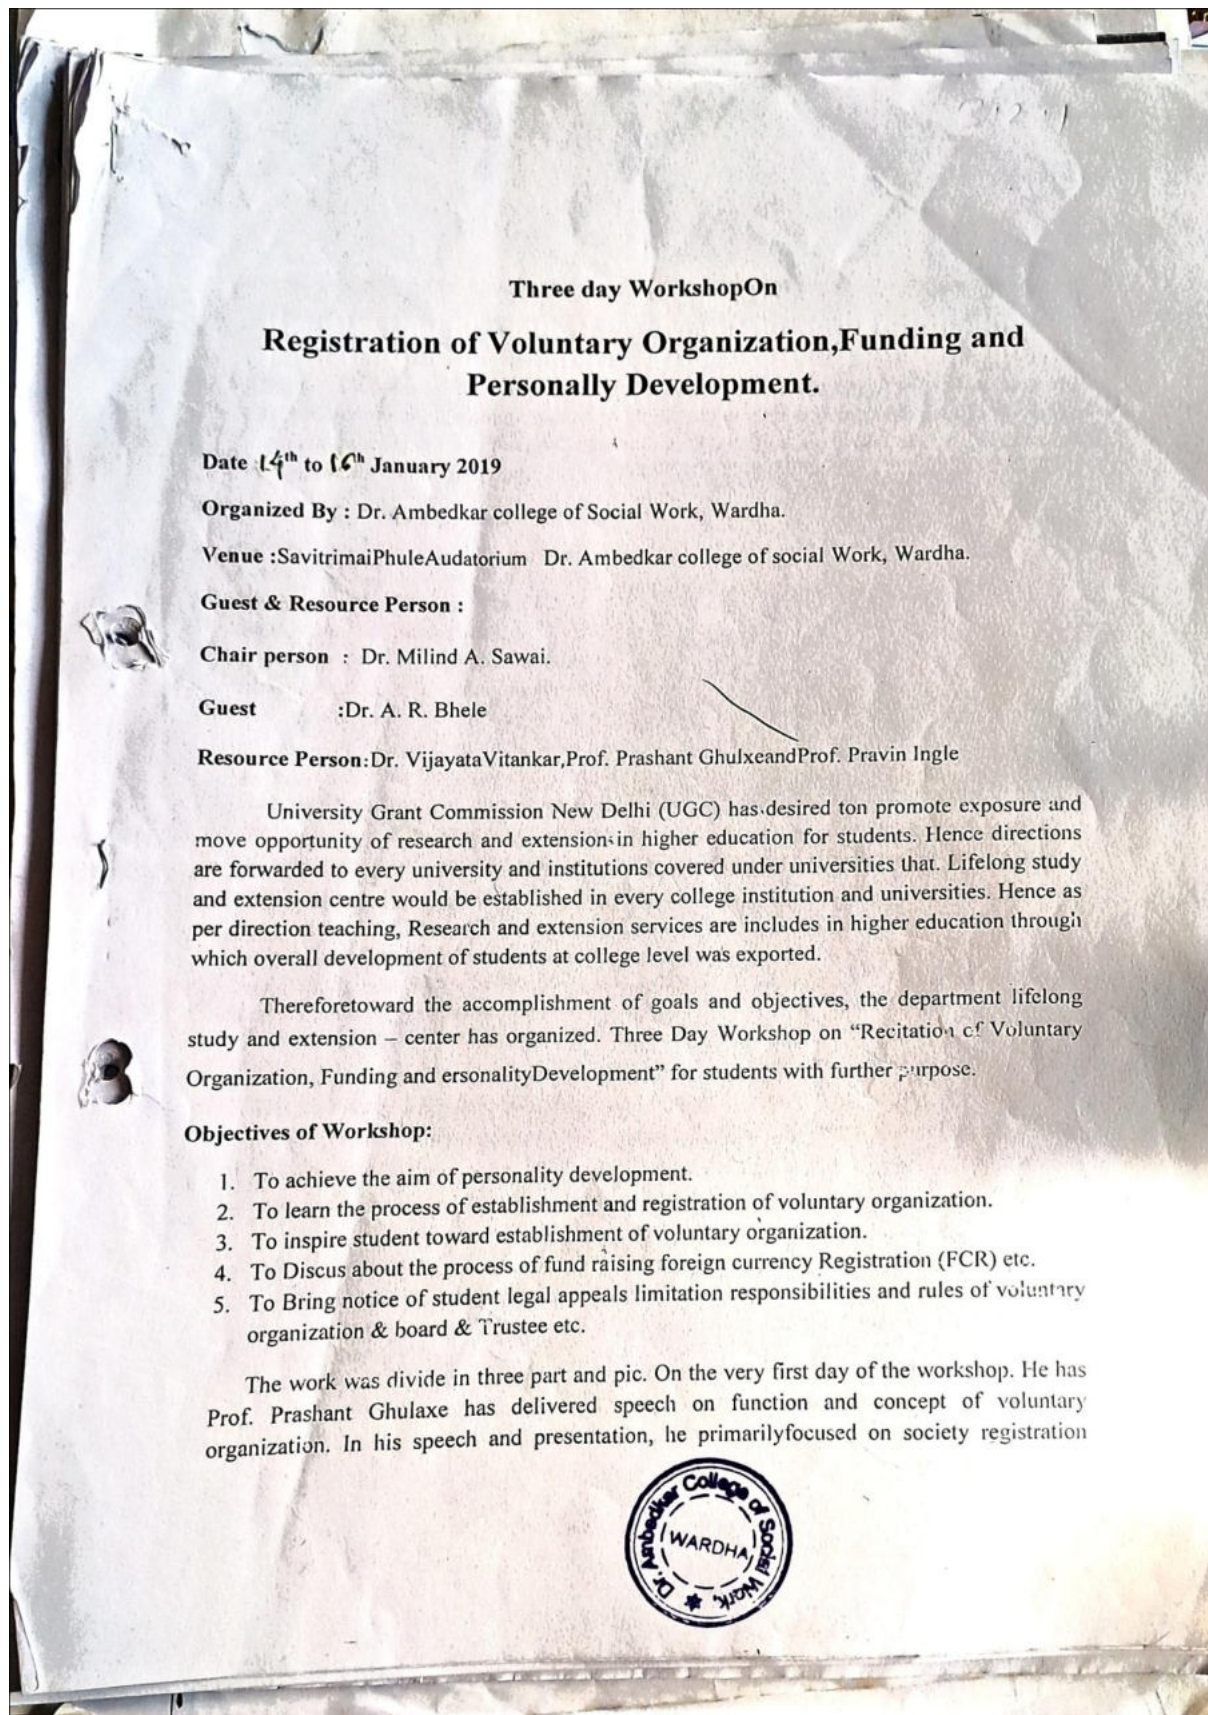 Three day WorkshopOn
Registration of Voluntary Organization,Funding and
Personally Development.
Date :14th to 16th January 2019
Organized By : Dr. Ambedkar college of Social Work, Wardha.
Venue :SavitrimaiPhuleAudatorium Dr. Ambedkar college of social Work, Wardha.
Guest & Resource Person :
Chair person : Dr. Milind A. Sawai.
Guest :Dr. A. R. Bhele
Resource Person:Dr. VijayataVitankar,Prof. Prashant GhulxeandProf. Pravin Ingle
University Grant Commission New Delhi (UGC) has desired ton promote exposure and
move opportunity of research and extension in higher education for students. Hence directions
are forwarded to every university and institutions covered under universities that. Lifelong study
and extension centre would be established in every college institution and universities. Hence as
per direction teaching, Research and extension services are includes in higher education through
which overall development of students at college level was exported.
Thereforetoward the accomplishment of goals and objectives, the department lifelong
study and extension – center has organized. Three Day Workshop on “Recitation of Voluntary
Organization, Funding and ersonalityDevelopment” for students with further purpose.
Objectives of Workshop:
1. To achieve the aim of personality development.
2. To learn the process of establishment and registration of voluntary organization.
3. To inspire student toward establishment of voluntary organization.
4. To Discus about the process of fund raising foreign currency Registration (FCR) etc.
5. To Bring notice of student legal appeals limitation responsibilities and rules of voluntary
organization & board & Trustee etc.
The work was divide in three part and pic. On the very first day of the workshop. He has
Prof. Prashant Ghulaxe has delivered speech on function and concept of voluntary
organization. In his speech and presentation, he primarilyfocused on society registration
Dr. Ambedkar College of Social Work,
WARDHA